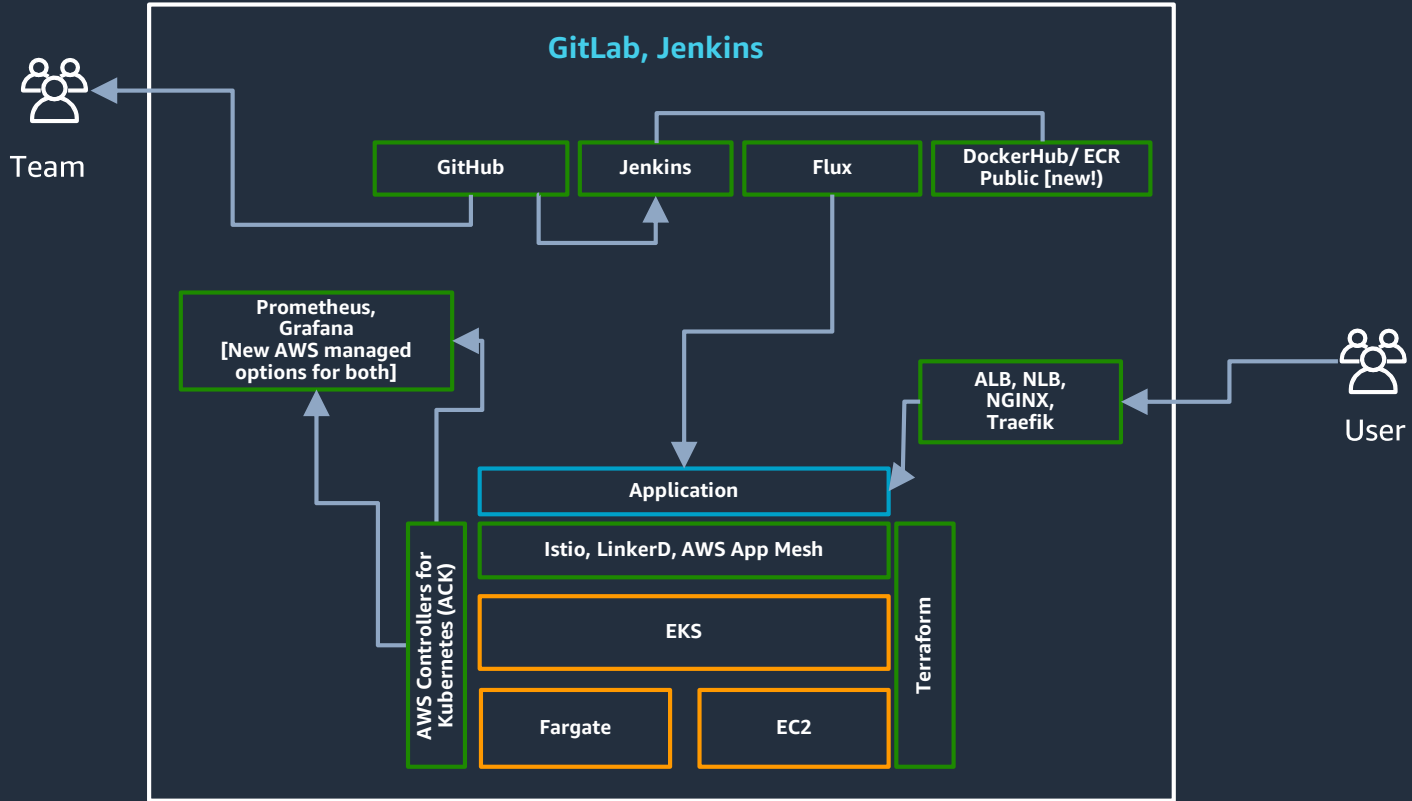 GitLab, Jenkins
Team
GitHub
Jenkins
Flux
DockerHub/ ECR
Public [new!)
Prometheus,
Grafana
[New AWS managed
options for both]
ALB, NLB,
NGINX,
Traefik
User
Application
Istio, LinkerD, AWS App Mesh
AWS Controllers for
Kubernetes (ACK)
EKS
Terraform
Fargate
EC2